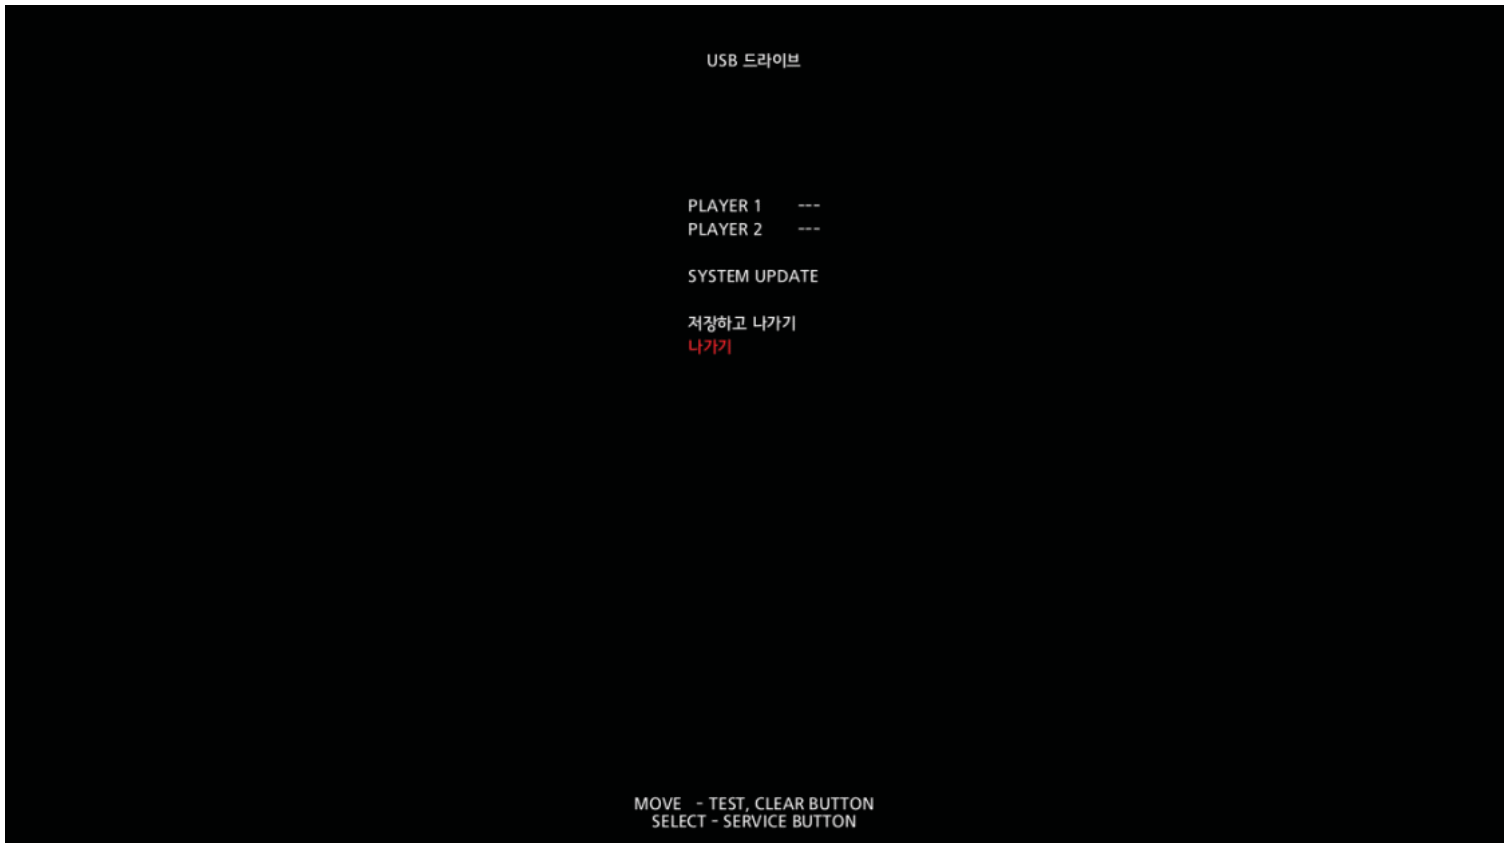 USB 드라이브
PLAYER 1 ---
PLAYER 2 ---
SYSTEM UPDATE
저장하고 나가기
나가기
MOVE - TEST, CLEAR BUTTON
SELECT - SERVICE BUTTON